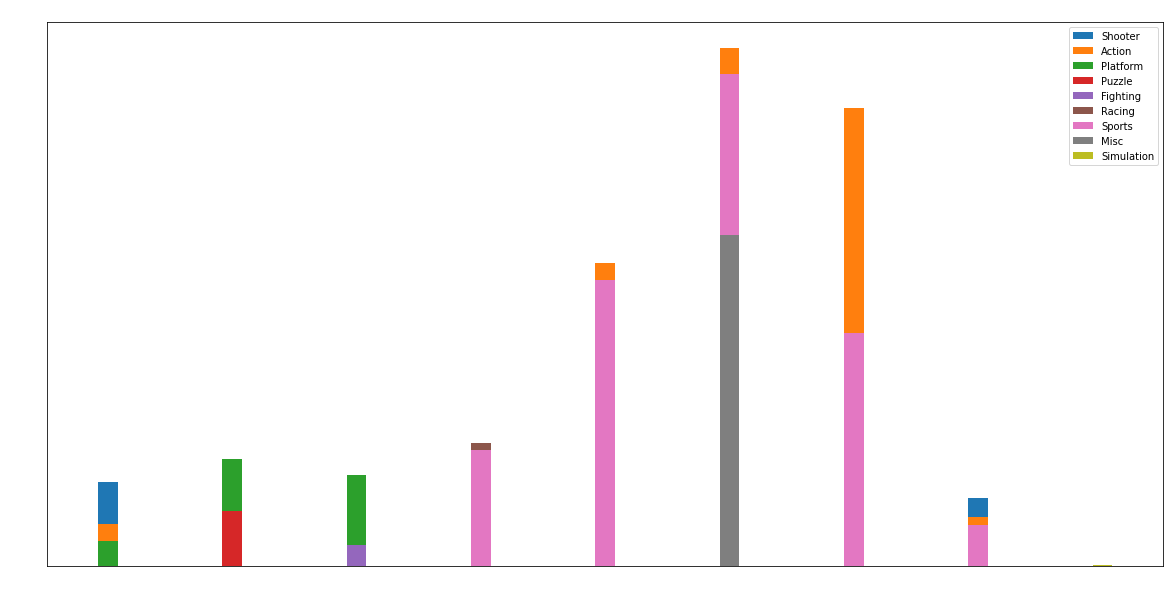 Shooter
Action
Platform
Puzzle
Fighting
Racing
Sports
Misc
Simulation